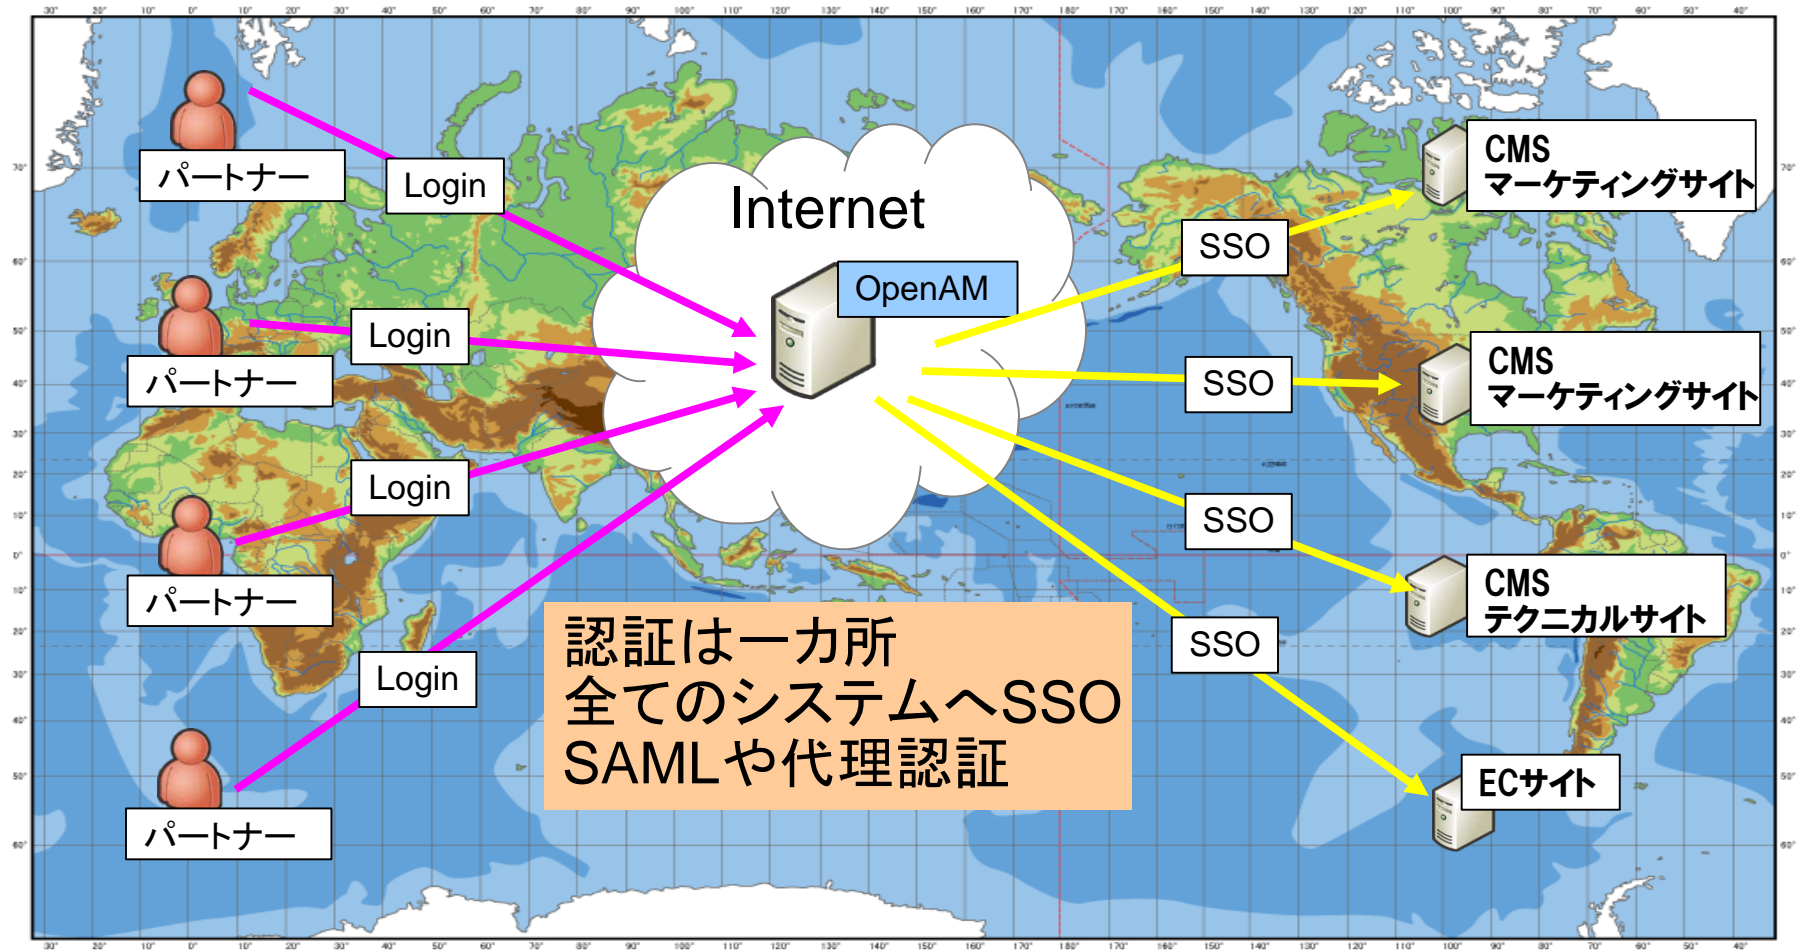 パートナー
Login
Internet
OpenAM
SSO
CMS
マーケティングサイト
パートナー
Login
SSO
CMS
マーケティングサイト
パートナー
Login
SSO
CMS
テクニカルサイト
パートナー
Login
SSO
ECサイト
認証は一カ所
全てのシステムへSSO
SAMLや代理認証